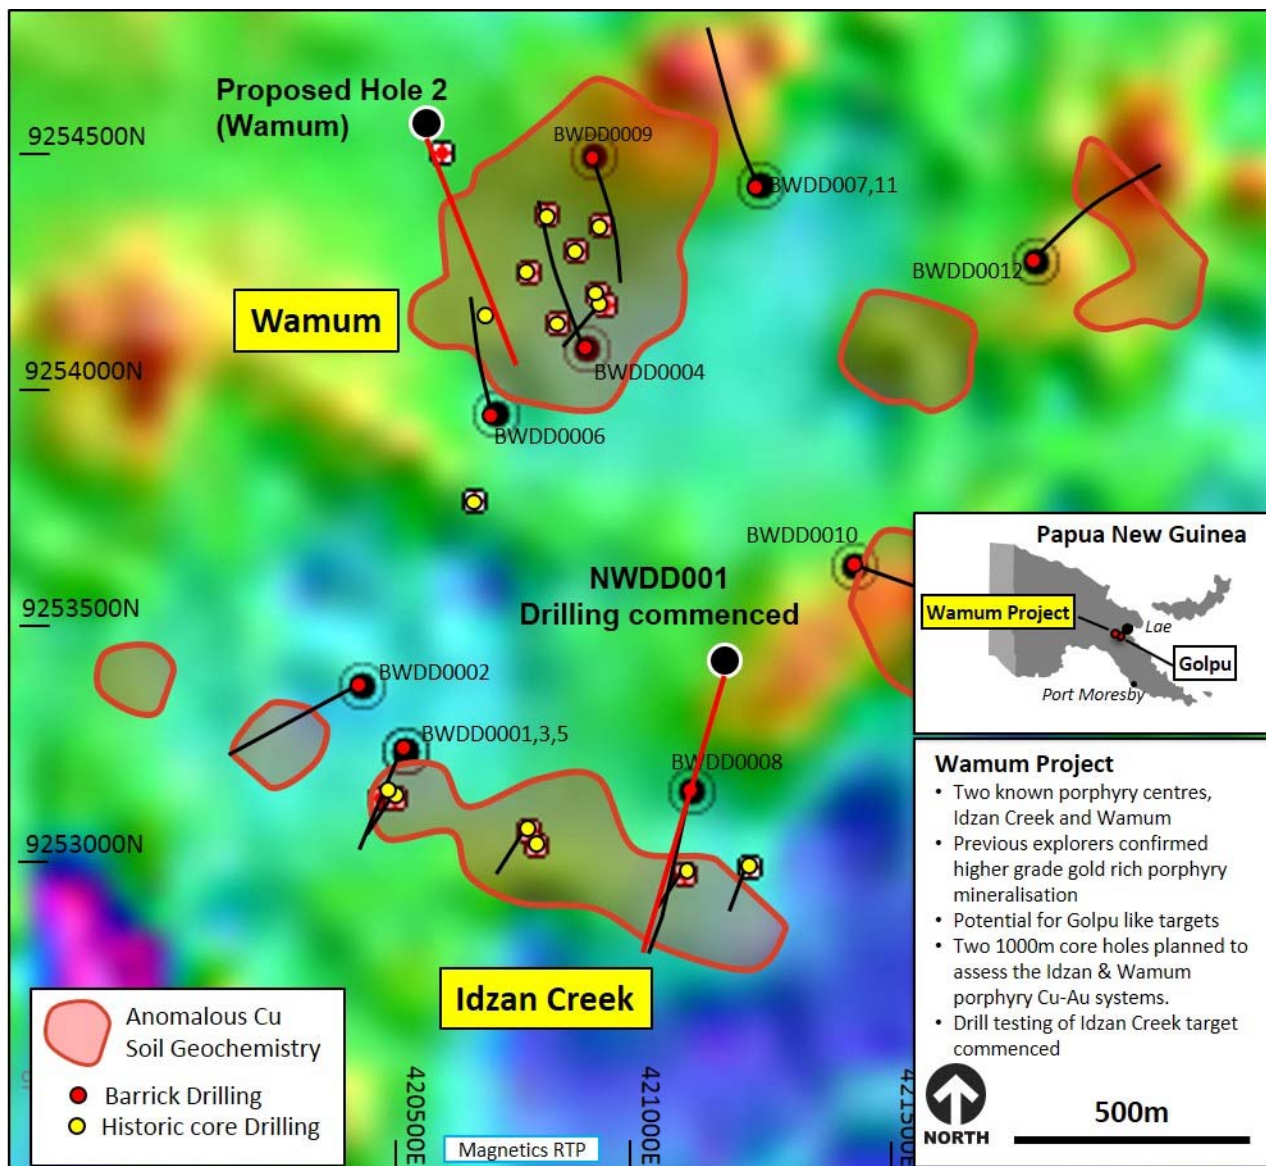 Proposed Hole 2
(Wamum)
9254500N
BWDD0009
BWDD007,11
BWDD0012
Wamum
9254000N
BWDD0004
BWDD0006
BWDD0010
NWDD001
Drilling commenced
9253500N
BWDD0002
BWDD0001,3,5
BWDD0008
9253000N
Idzan Creek
Papua New Guinea
Wamum Project
Lae
Golpu
Port Moresby
Wamum Project
• Two known porphyry centres,
Idzan Creek and Wamum
• Previous explorers confirmed
higher grade gold rich porphyry
mineralisation
• Potential for Golpu like targets
• Two 1000m core holes planned to
assess the Idzan & Wamum
porphyry Cu-Au systems.
• Drill testing of Idzan Creek target
commenced
NORTH
500m
Anomalous Cu
Soil Geochemistry
Barrick Drilling
Historic core Drilling
420500E
Magnetics RTP
421000E
421500E